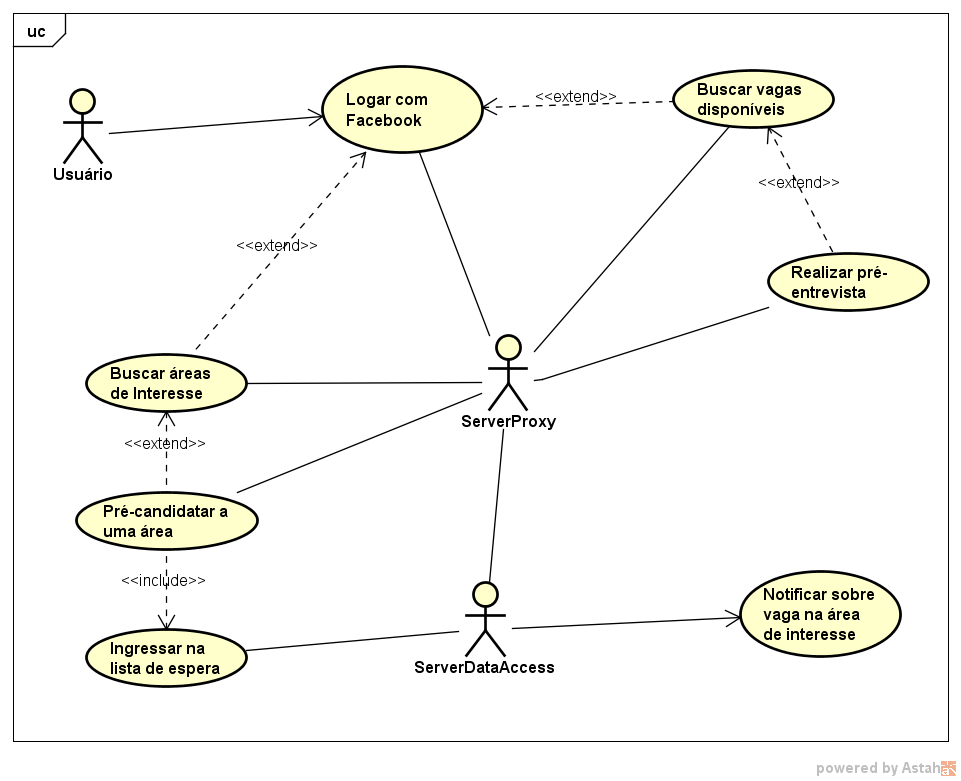 uc
Logar com
Facebook
<<extend>>
Buscar vagas
disponíveis
Usuário
<<extend>>
<<extend>>
Realizar pré-
entrevista
Buscar áreas
de Interesse
ServerProxy
<<extend>>
Pré-candidatar a
uma área
<<include>>
Notificar sobre
vaga na área
de interesse
Ingressar na
lista de espera
ServerDataAccess
powered by Astah